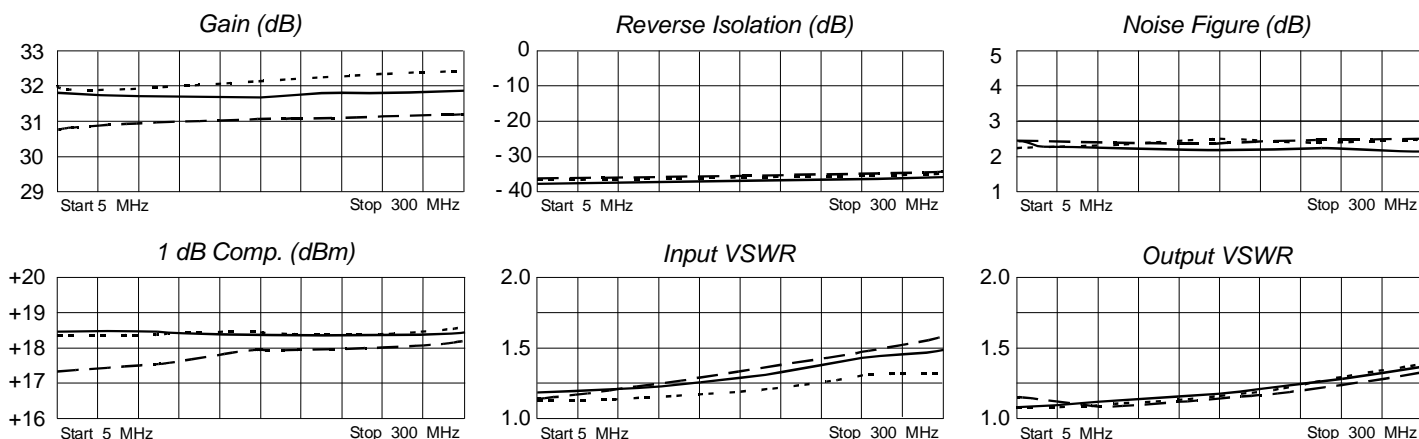 Gain (dB)
33
32
31
30
29
Start 5 MHz
Stop 300 MHz
Reverse Isolation (dB)
0
- 10
- 20
- 30
- 40
Start 5 MHz
Stop 300 MHz
Noise Figure (dB)
5
4
3
2
1
Start 5 MHz
Stop 300 MHz
1 dB Comp. (dBm)
+20
+19
+18
+17
+16
Start 5 MHz
Stop 300 MHz
Input VSWR
2.0
1.5
1.0
Start 5 MHz
Stop 300 MHz
Output VSWR
2.0
1.5
1.0
Start 5 MHz
Stop 300 MHz